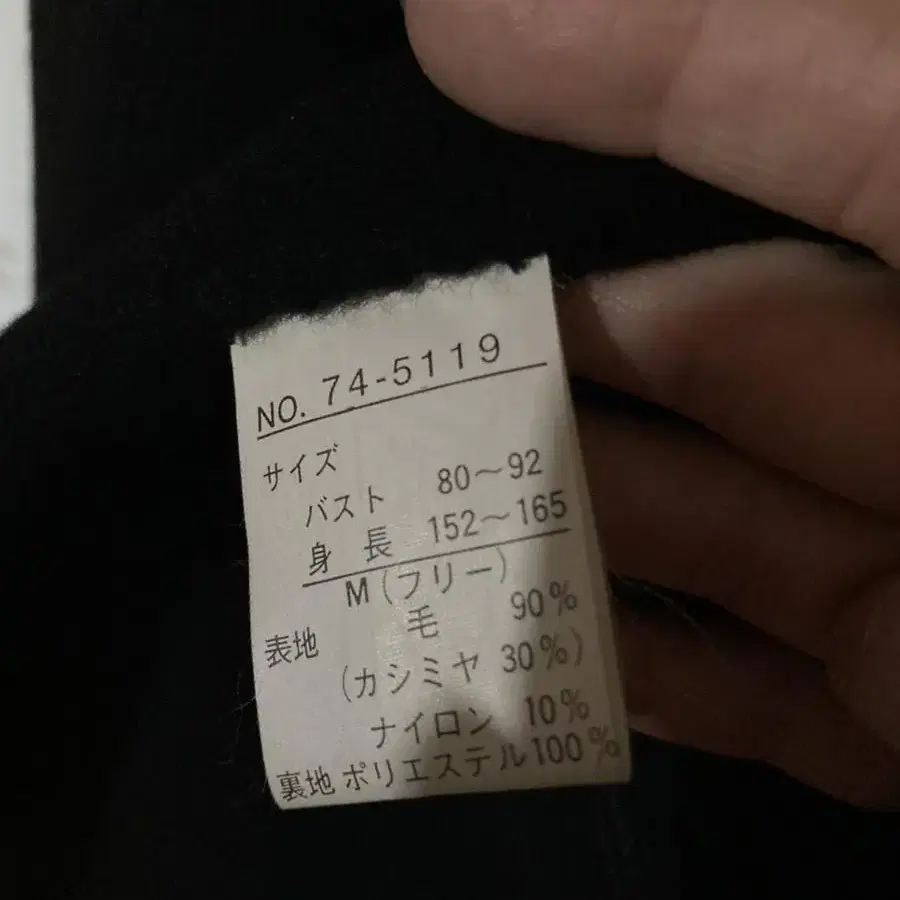 NO. 74-5119
サイズ
バスト 80～92
身 長 152～165
M(フリー)
表地 毛 90%
(カシミヤ 30%)
ナイロン 10%
裏地 ポリエステル100%